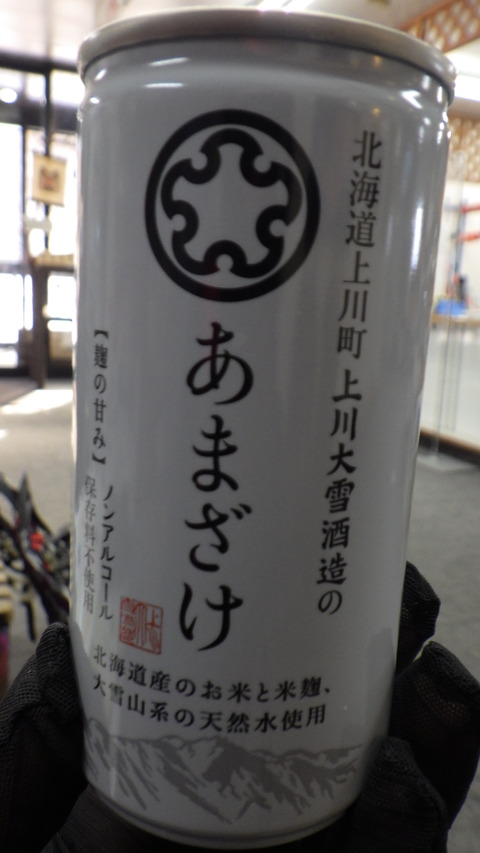 北海道上川町 上川大雪酒造の
あまざけ
【麹の甘み】
ノンアルコール
保存料不使用
北海道産のお米と米麹、
大雪山系の天然水使用